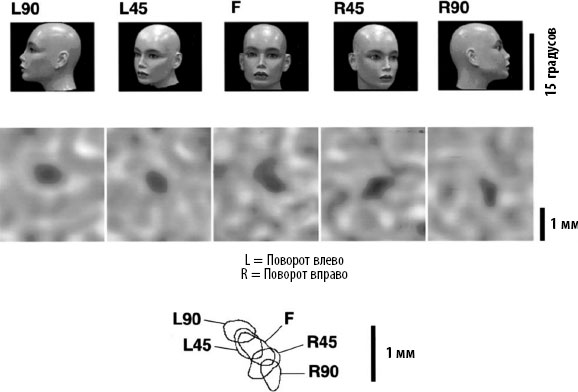 L90 L45 F R45 R90
15 градусов
1 мм
L = Поворот влево
R = Поворот вправо
L90 F
L45 R45
R90
1 мм